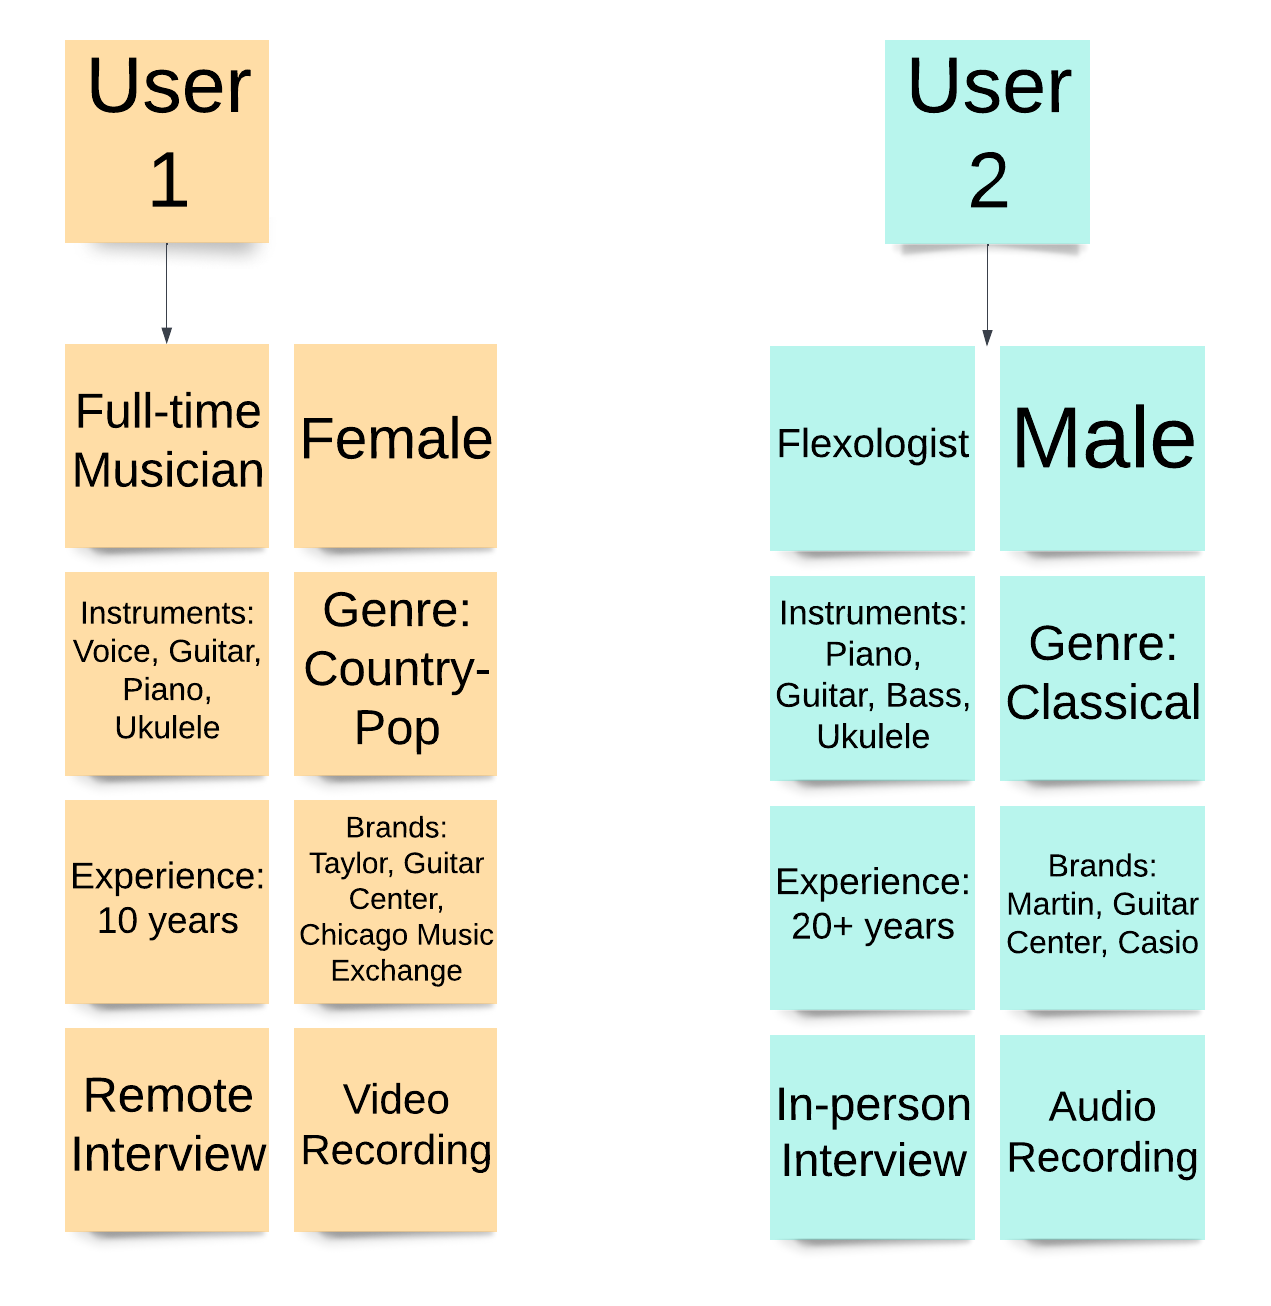 User
1
Full-time
Musician
Female
Instruments:
Voice, Guitar,
Piano,
Ukulele
Genre:
Country-
Pop
Experience:
10 years
Brands:
Taylor, Guitar
Center,
Chicago Music
Exchange
Remote
Interview
Video
Recording
User
2
Flexologist
Male
Instruments:
Piano,
Guitar, Bass,
Ukulele
Genre:
Classical
Experience:
20+ years
Brands:
Martin, Guitar
Center, Casio
In-person
Interview
Audio
Recording